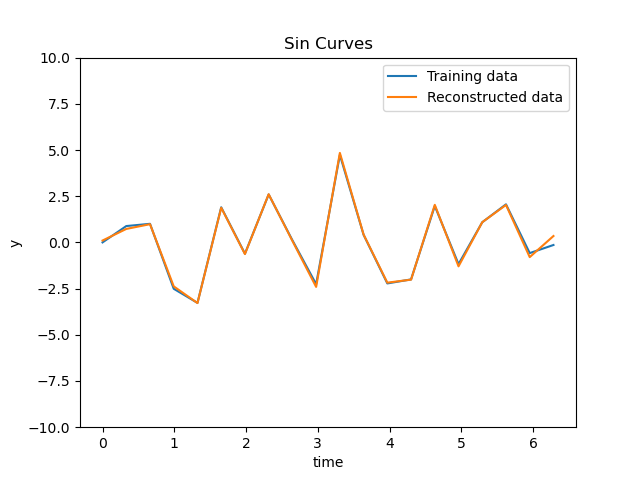 Sin Curves
10.0
7.5
5.0
2.5
0.0
−2.5
−5.0
−7.5
−10.0
y
Training data
Reconstructed data
0 1 2 3 4 5 6
time